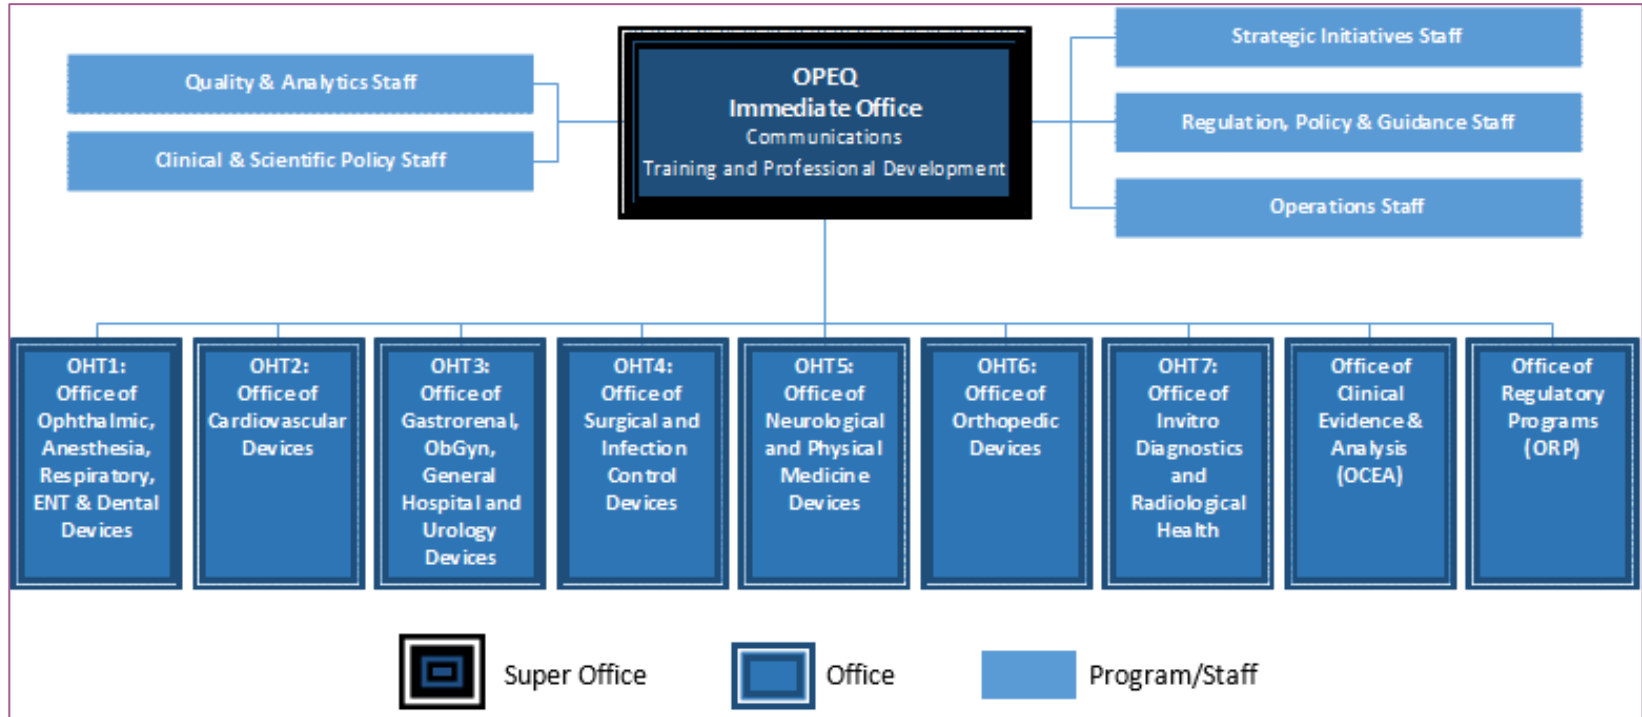 Quality & Analytics Staff
Clinical & Scientific Policy Staff
OPEQ
Immediate Office
Communications
Training and Professional Development
Strategic Initiatives Staff
Regulation, Policy & Guidance Staff
Operations Staff
OHT1:
Office of
Ophthalmic,
Anesthesia,
Respiratory,
ENT & Dental
Devices
OHT2:
Office of
Cardiovascular
Devices
OHT3:
Office of
Gastrorenal,
ObGyn,
General
Hospital and
Urology
Devices
OHT4:
Office of
Surgical and
Infection
Control
Devices
OHT5:
Office of
Neurological
and Physical
Medicine
Devices
OHT6:
Office of
Orthopedic
Devices
OHT7:
Office of
Invitro
Diagnostics
and
Radiological
Health
Office of
Clinical
Evidence &
Analysis
(OCEA)
Office of
Regulatory
Programs
(ORP)
Super Office
Office
Program/Staff